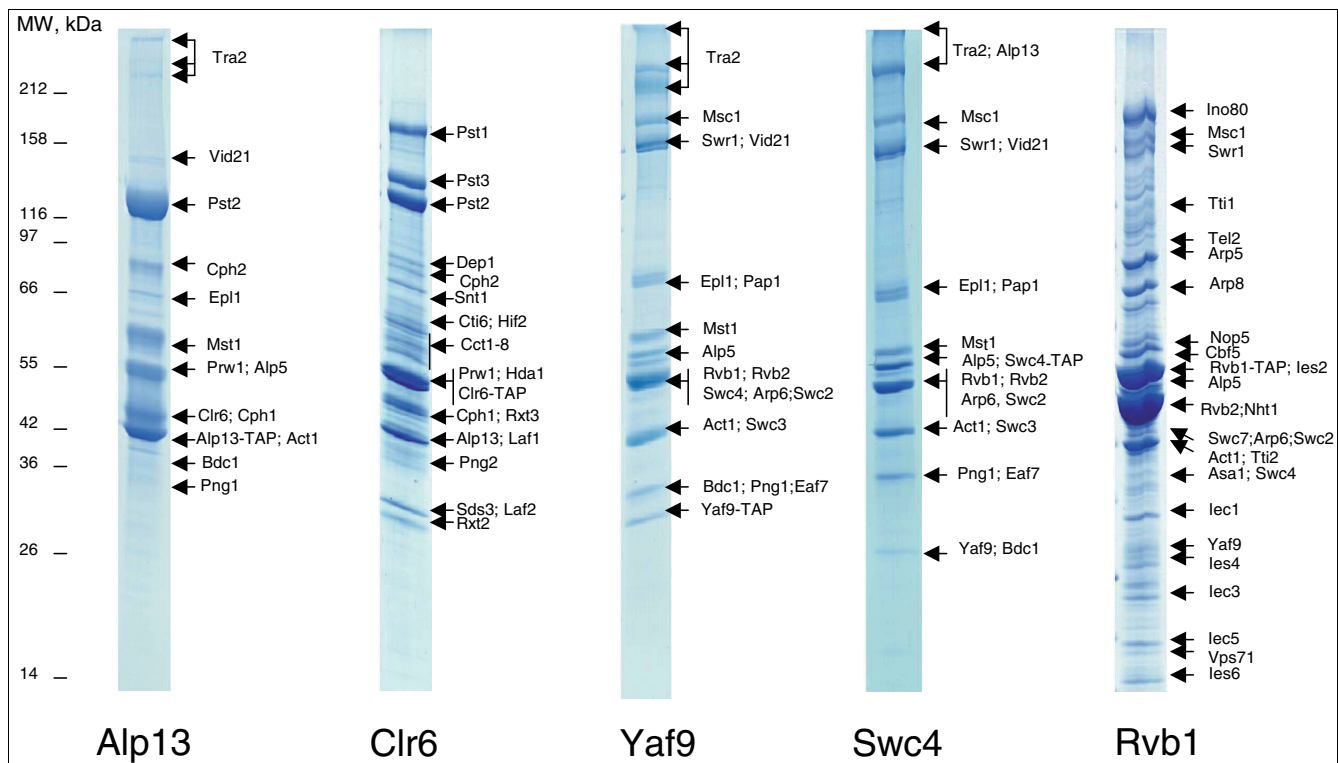 MW, kDa
212
158
116
97
66
55
42
36
26
14
Tra2
Vid21
Pst2
Cph2
Epl1
Mst1
Prw1; Alp5
Clr6; Cph1
Alp13-TAP; Act1
Bdc1
Png1
Alp13
Pst1
Pst3
Pst2
Dep1
Cph2
Snt1
Cti6; Hif2
Cct1-8
Prw1; Hda1
Clr6-TAP
Cph1; Rxt3
Alp13; Laf1
Png2
Sds3; Laf2
Rxt2
Clr6
Tra2
Msc1
Swr1; Vid21
Epl1; Pap1
Mst1
Alp5
Rvb1; Rvb2
Swc4; Arp6;Swc2
Act1; Swc3
Bdc1; Png1;Eaf7
Yaf9-TAP
Yaf9
Tra2; Alp13
Msc1
Swr1; Vid21
Epl1; Pap1
Mst1
Alp5; Swc4-TAP
Rvb1; Rvb2
Arp6, Swc2
Act1; Swc3
Png1; Eaf7
Yaf9; Bdc1
Swc4
Ino80
Msc1
Swr1
Tti1
Tel2
Arp5
Arp8
Nop5
Cbf5
Rvb1-TAP; Ies2
Alp5
Rvb2;Nht1
Swc7;Arp6;Swc2
Act1; Tti2
Asa1; Swc4
Iec1
Yaf9
Ies4
Iec3
Iec5
Vps71
Ies6
Rvb1